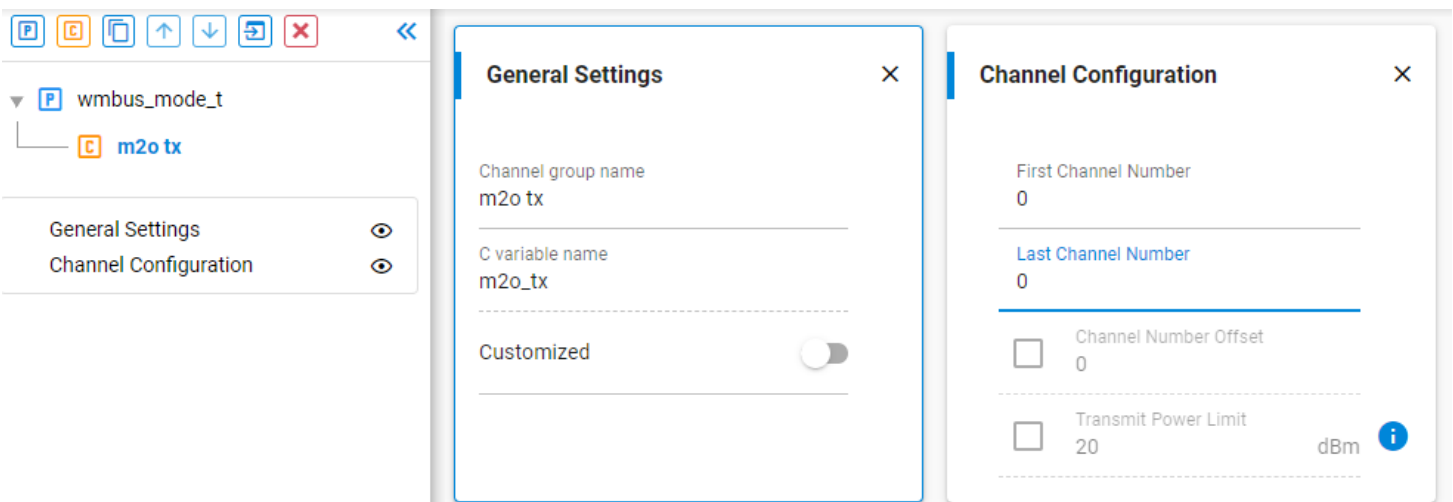 P
C
wmbus_mode_t
P
m2o tx
C
General Settings
Channel Configuration
General Settings
Channel group name
m2o tx
C variable name
m2o_tx
Customized
Channel Configuration
First Channel Number
0
Last Channel Number
0
Channel Number Offset
0
Transmit Power Limit
20
dBm
i